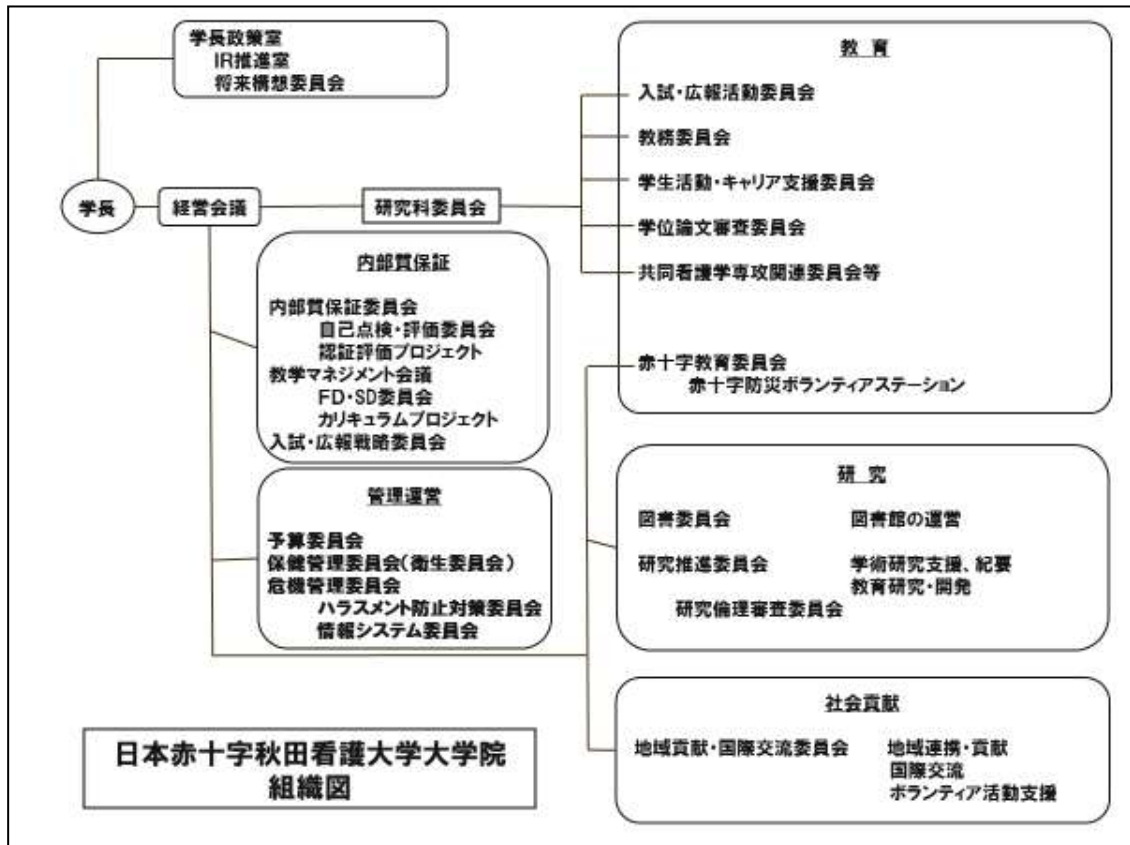 学長政策室
IR推進室
将来構想委員会
学長
経営会議
研究科委員会
教 育
入試・広報活動委員会
教務委員会
学生活動・キャリア支援委員会
学位論文審査委員会
共同看護学専攻関連委員会等
赤十字教育委員会
赤十字防災ボランティアステーション
内部質保証
内部質保証委員会
自己点検・評価委員会
認証評価プロジェクト
教学マネジメント会議
FD・SD委員会
カリキュラムプロジェクト
入試・広報戦略委員会
管理運営
予算委員会
保健管理委員会(衛生委員会)
危機管理委員会
ハラスメント防止対策委員会
情報システム委員会
研 究
図書委員会 図書館の運営
研究推進委員会 学術研究支援、紀要
教育研究・開発
研究倫理審査委員会
社会貢献
地域貢献・国際交流委員会 地域連携・貢献
国際交流
ボランティア活動支援
日本赤十字秋田看護大学大学院
組織図